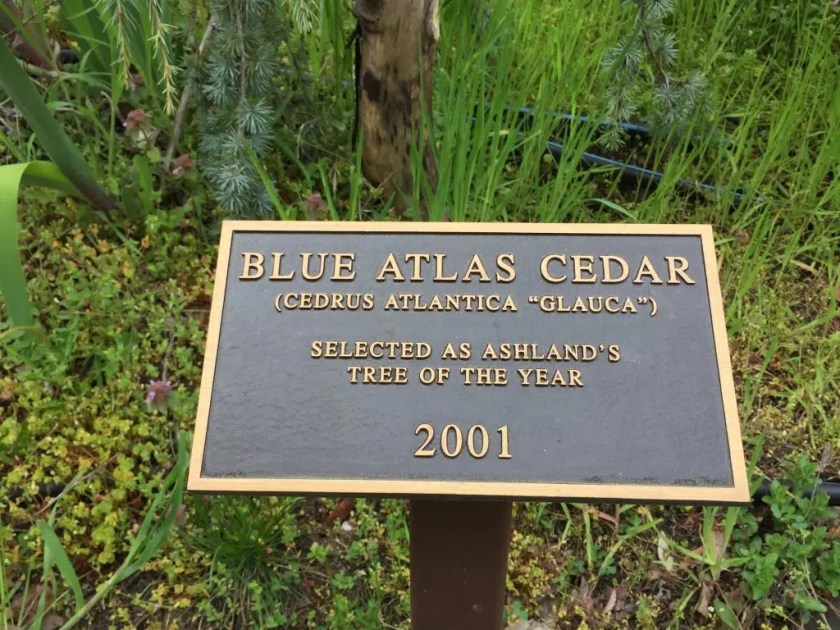 BLUE ATLAS CEDAR
(CEDRUS ATLANTICA “GLAUCA”)
SELECTED AS ASHLAND’S
TREE OF THE YEAR
2001